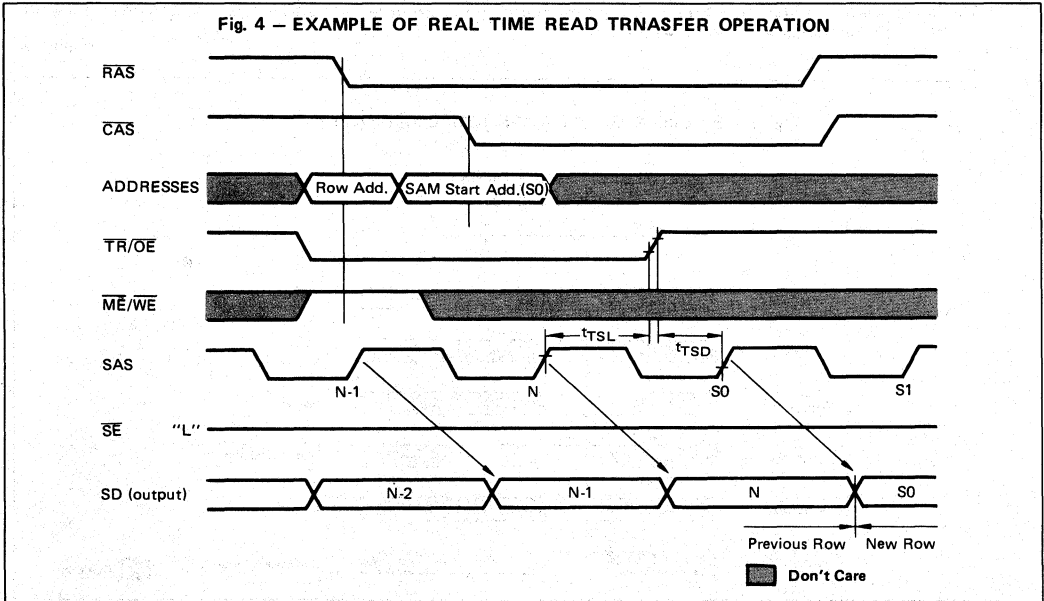 Fig. 4 — EXAMPLE OF REAL TIME READ TRNASFER OPERATION
RAS
CAS
ADDRESSES Row Add. SAM Start Add.(S0)
TR/OE
ME/WE
tTSL tTSD
SAS
N-1 N S0 S1
SE "L"
SD (output) N-2 N-1 N S0
Previous Row New Row
Don't Care